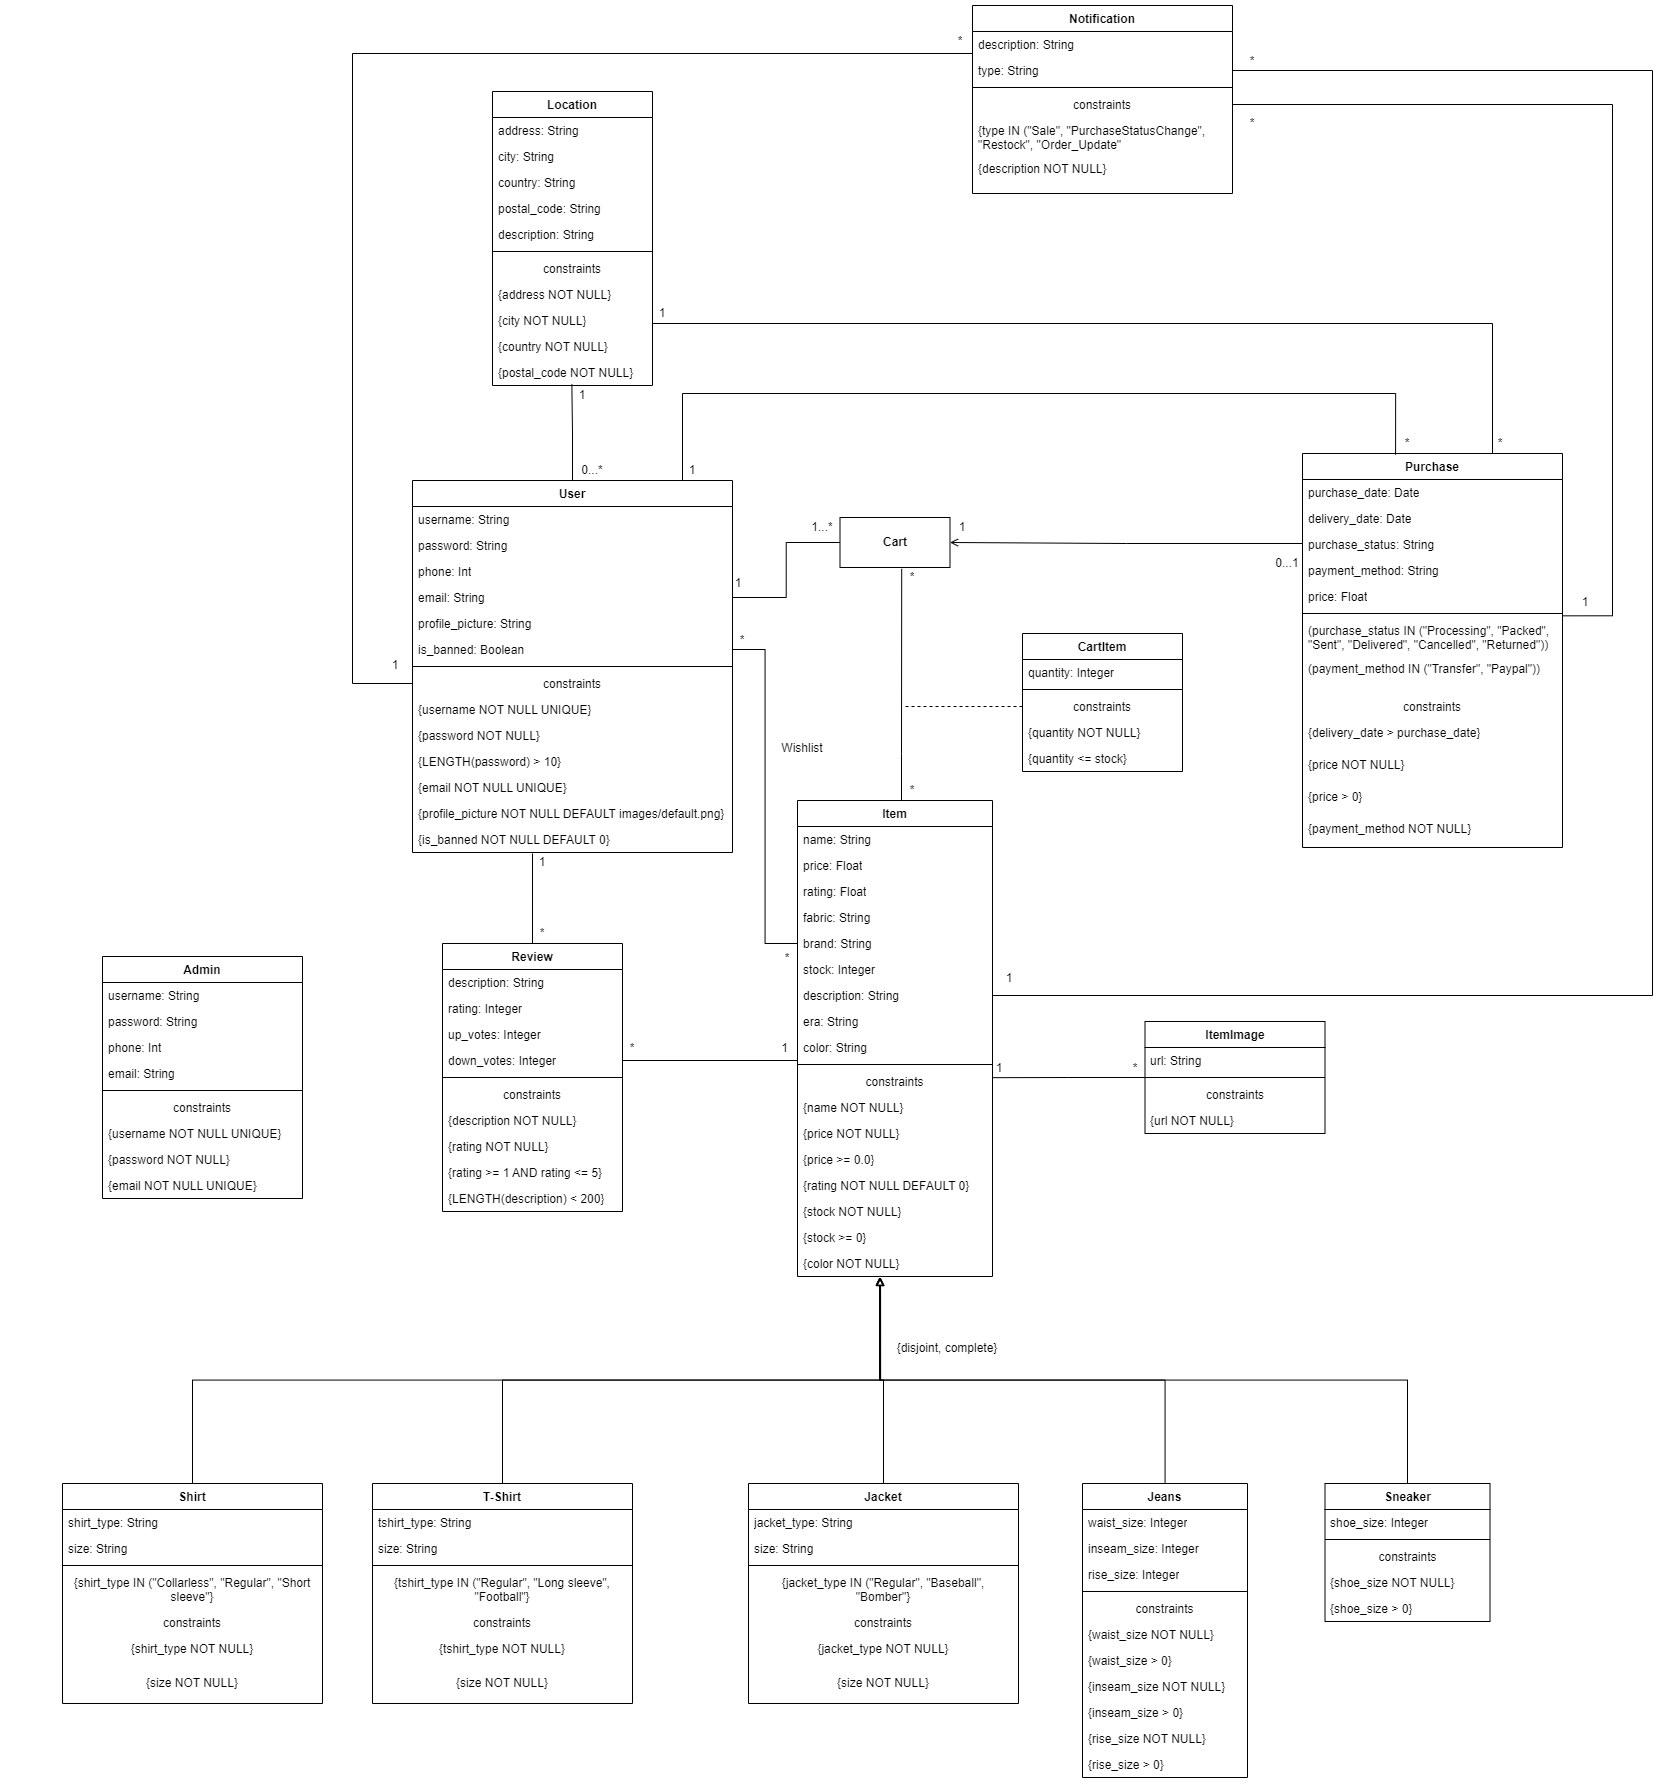 Notification
description: String
type: String
constraints
{type IN ("Sale", "PurchaseStatusChange",
"Restock", "Order_Update"
{description NOT NULL}
*
*
*
Location
address: String
city: String
country: String
postal_code: String
description: String
constraints
{address NOT NULL}
{city NOT NULL}
{country NOT NULL}
{postal_code NOT NULL}
1
1
0...*
1
*
*
User
username: String
password: String
phone: Int
email: String
profile_picture: String
is_banned: Boolean
constraints
{username NOT NULL UNIQUE}
{password NOT NULL}
{LENGTH(password) > 10}
{email NOT NULL UNIQUE}
{profile_picture NOT NULL DEFAULT images/default.png}
{is_banned NOT NULL DEFAULT 0}
1
1
*
1...*
Cart
1
0...1
*
Purchase
purchase_date: Date
delivery_date: Date
purchase_status: String
payment_method: String
price: Float
(purchase_status IN ("Processing", "Packed",
"Sent", "Delivered", "Cancelled", "Returned"))
(payment_method IN ("Transfer", "Paypal"))
constraints
{delivery_date > purchase_date}
{price NOT NULL}
{price > 0}
{payment_method NOT NULL}
1
CartItem
quantity: Integer
constraints
{quantity NOT NULL}
{quantity <= stock}
Wishlist
*
*
Item
name: String
price: Float
rating: Float
fabric: String
brand: String
stock: Integer
description: String
era: String
color: String
constraints
{name NOT NULL}
{price NOT NULL}
{price >= 0.0}
{rating NOT NULL DEFAULT 0}
{stock NOT NULL}
{stock >= 0}
{color NOT NULL}
1
1
*
ItemImage
url: String
constraints
{url NOT NULL}
1
*
Review
description: String
rating: Integer
up_votes: Integer
down_votes: Integer
constraints
{description NOT NULL}
{rating NOT NULL}
{rating >= 1 AND rating <= 5}
{LENGTH(description) < 200}
*
1
Admin
username: String
password: String
phone: Int
email: String
constraints
{username NOT NULL UNIQUE}
{password NOT NULL}
{email NOT NULL UNIQUE}
{disjoint, complete}
Shirt
shirt_type: String
size: String
{shirt_type IN ("Collarless", "Regular", "Short
sleeve"}
constraints
{shirt_type NOT NULL}
{size NOT NULL}
T-Shirt
tshirt_type: String
size: String
{tshirt_type IN ("Regular", "Long sleeve",
"Football"}
constraints
{tshirt_type NOT NULL}
{size NOT NULL}
Jacket
jacket_type: String
size: String
{jacket_type IN ("Regular", "Baseball",
"Bomber"}
constraints
{jacket_type NOT NULL}
{size NOT NULL}
Jeans
waist_size: Integer
inseam_size: Integer
rise_size: Integer
constraints
{waist_size NOT NULL}
{waist_size > 0}
{inseam_size NOT NULL}
{inseam_size > 0}
{rise_size NOT NULL}
{rise_size > 0}
Sneaker
shoe_size: Integer
constraints
{shoe_size NOT NULL}
{shoe_size > 0}